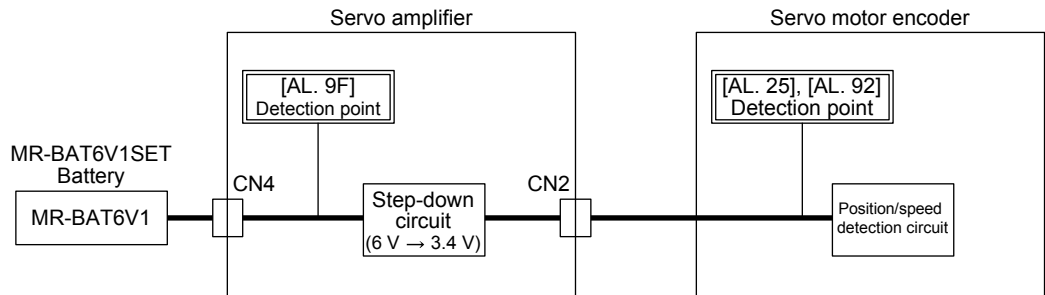 Servo amplifier
Servo motor encoder
[AL. 9F]
Detection point
[AL. 25], [AL. 92]
Detection point
MR-BAT6V1SET
Battery
MR-BAT6V1
CN4
Step-down
circuit
(6 V → 3.4 V)
CN2
Position/speed
detection circuit